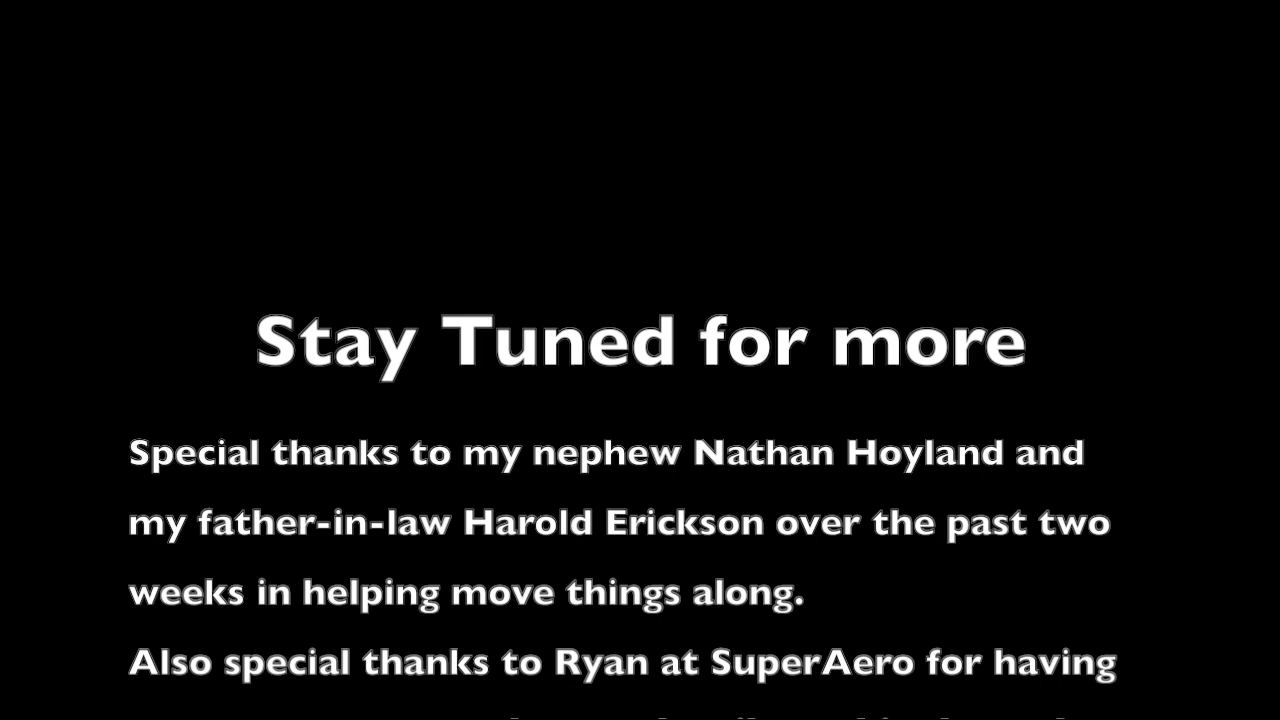 Stay Tuned for more
Special thanks to my nephew Nathan Hoyland and
my father-in-law Harold Erickson over the past two
weeks in helping move things along.
Also special thanks to Ryan at SuperAero for having